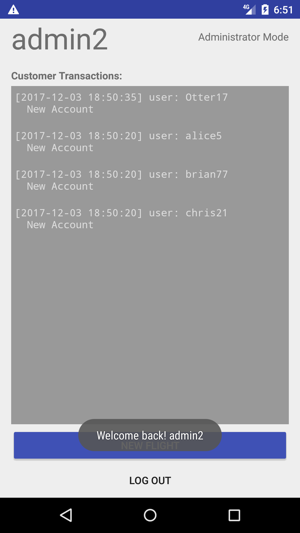 4G 6:51
admin2
Administrator Mode
Customer Transactions:
[2017-12-03 18:50:35] user: Otter17
New Account
[2017-12-03 18:50:20] user: alice5
New Account
[2017-12-03 18:50:20] user: brian77
New Account
[2017-12-03 18:50:20] user: chris21
New Account
Welcome back! admin2
NEW FLIGHT
LOG OUT